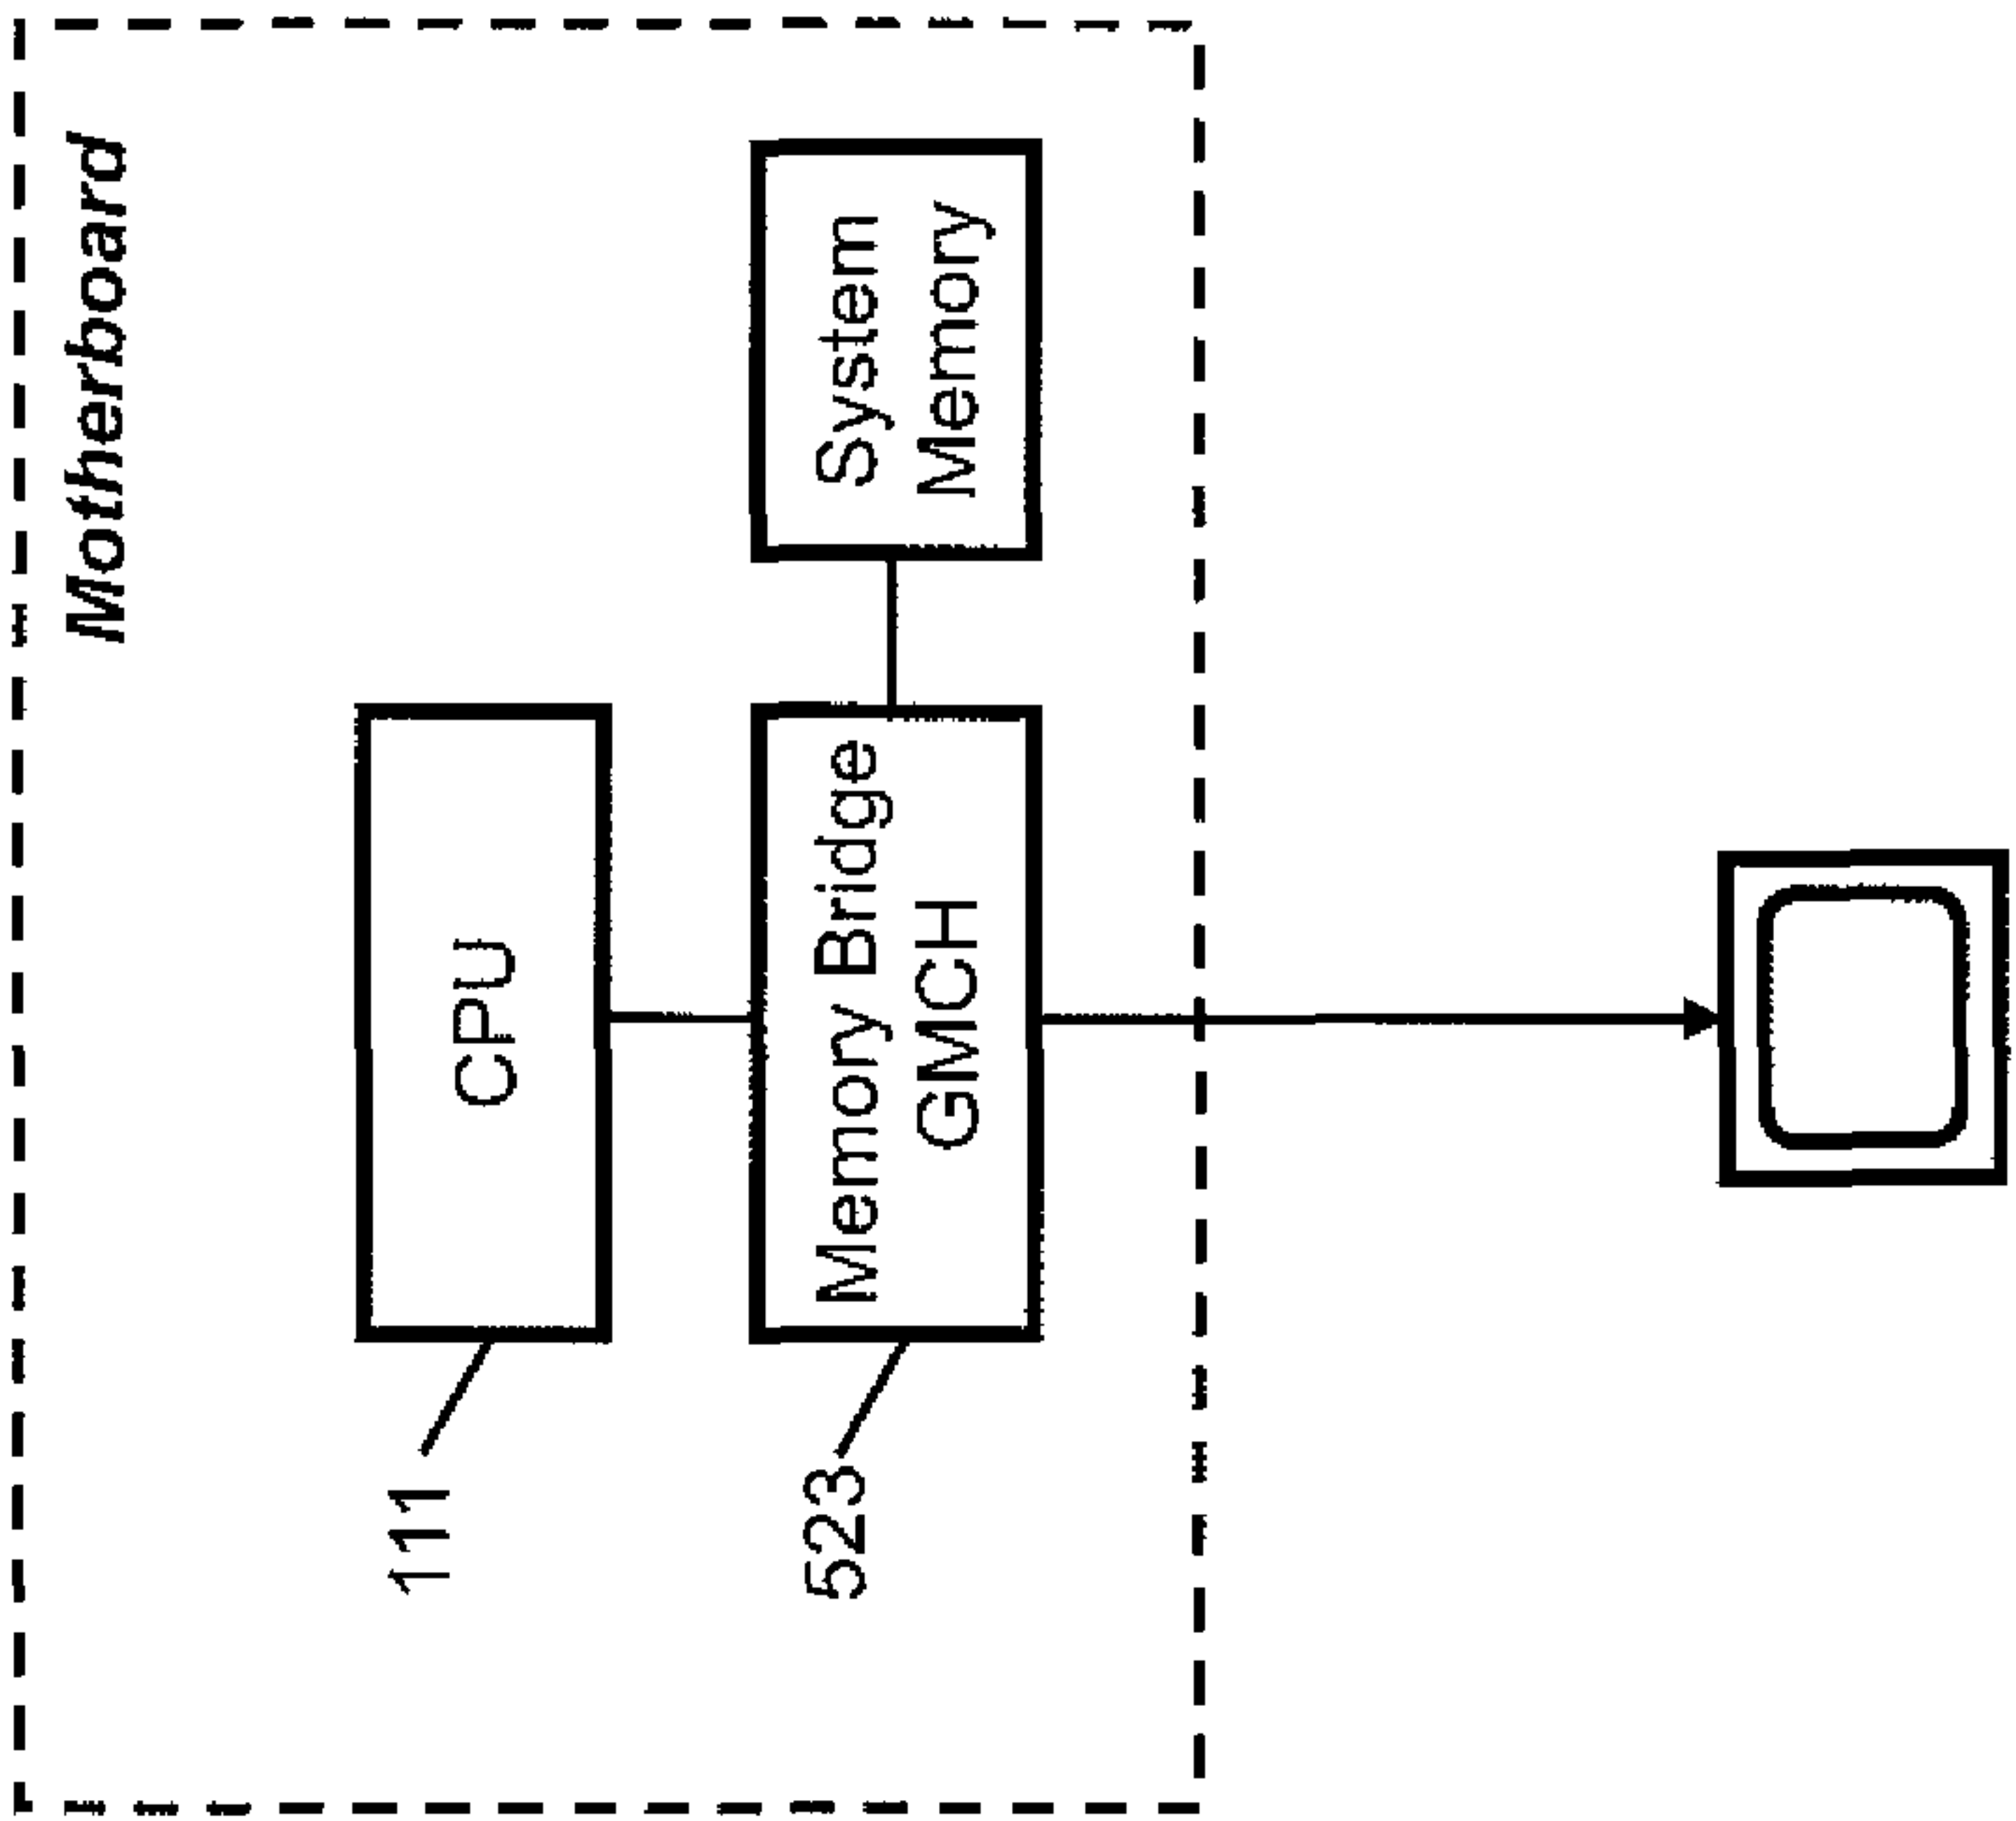 Motherboard
111
CPU
523
Memory Bridge
GMCH
System
Memory